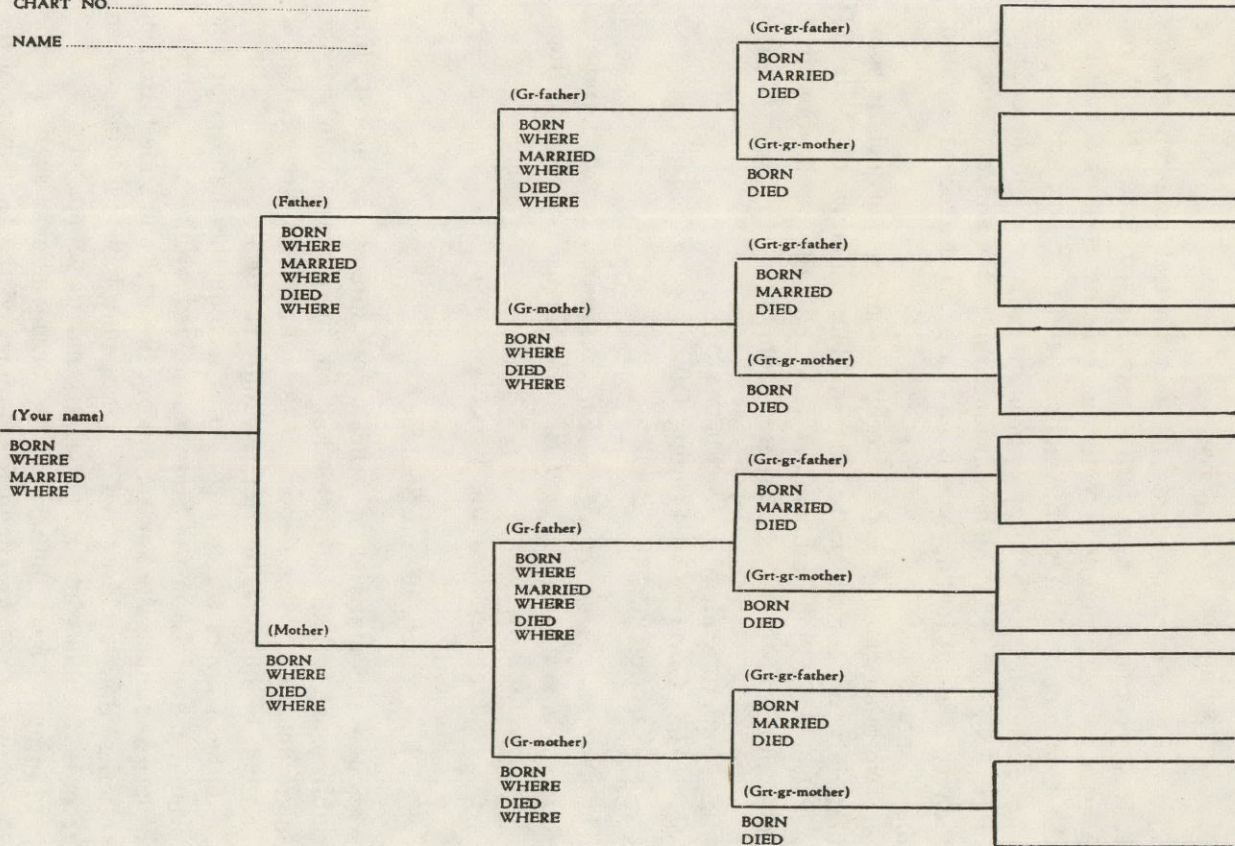 CHART NO.
NAME
(Your name)
BORN
WHERE
MARRIED
WHERE
(Father)
BORN
WHERE
MARRIED
WHERE
DIED
WHERE
(Mother)
BORN
WHERE
DIED
WHERE
(Gr-father)
BORN
WHERE
MARRIED
WHERE
DIED
WHERE
(Gr-mother)
BORN
WHERE
DIED
WHERE
(Gr-father)
BORN
WHERE
MARRIED
WHERE
DIED
WHERE
(Gr-mother)
BORN
WHERE
DIED
WHERE
(Grt-gr-father)
BORN
MARRIED
DIED
(Grt-gr-mother)
BORN
DIED
(Grt-gr-father)
BORN
MARRIED
DIED
(Grt-gr-mother)
BORN
DIED
(Grt-gr-father)
BORN
MARRIED
DIED
(Grt-gr-mother)
BORN
DIED
(Grt-gr-father)
BORN
MARRIED
DIED
(Grt-gr-mother)
BORN
DIED